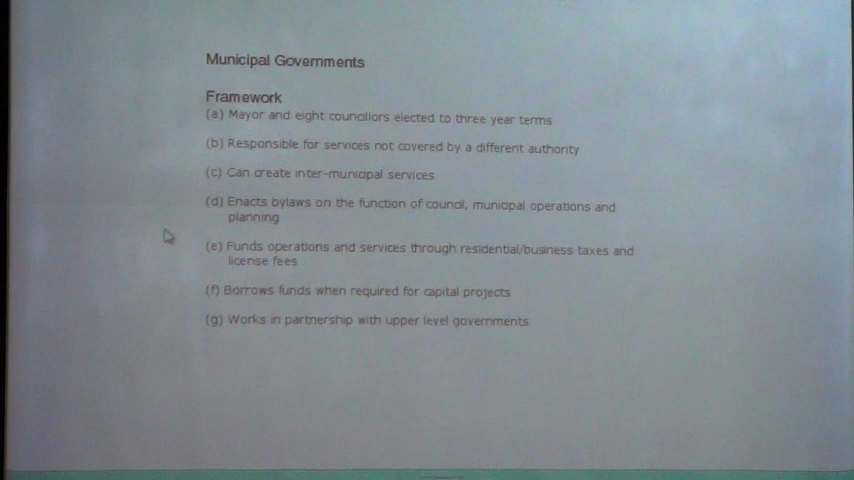 Municipal Governments
Framework
(a) Mayor and eight councillors elected to three year terms
(b) Responsible for services not covered by a different authority
(c) Can create inter-municipal services
(d) Enacts bylaws on the function of council, municipal operations and
planning
(e) Funds operations and services through residential/business taxes and
license fees
(f) Borrows funds when required for capital projects
(g) Works in partnership with upper level governments